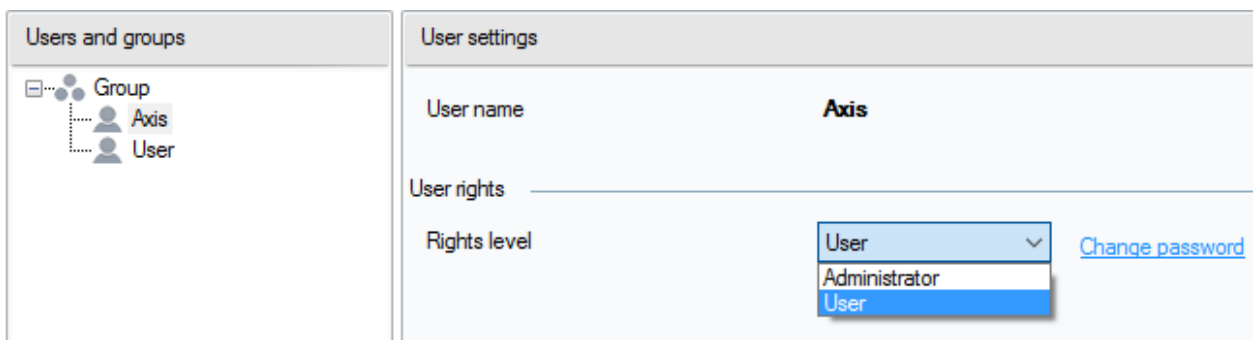 Users and groups
Group
Axis
User
User settings
User name Axis
User rights
Rights level User Change password
Administrator
User